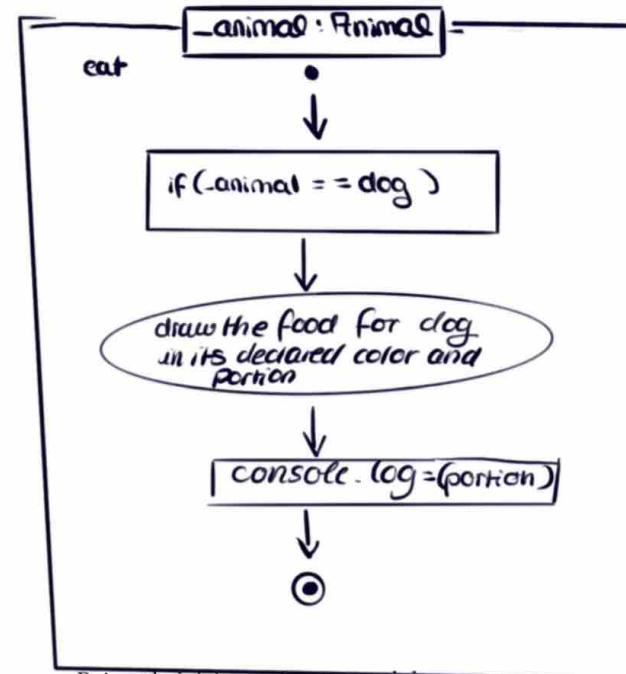 _animal : Animal
eat
if (_animal == dog )
draw the food for dog
in its declared color and
portion
console.log=(portion)